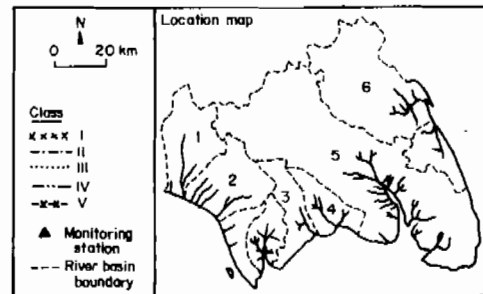 N
0 20 km
Class
I
II
III
IV
V
Monitoring station
River basin boundary
Location map
1
2
3
4
5
6